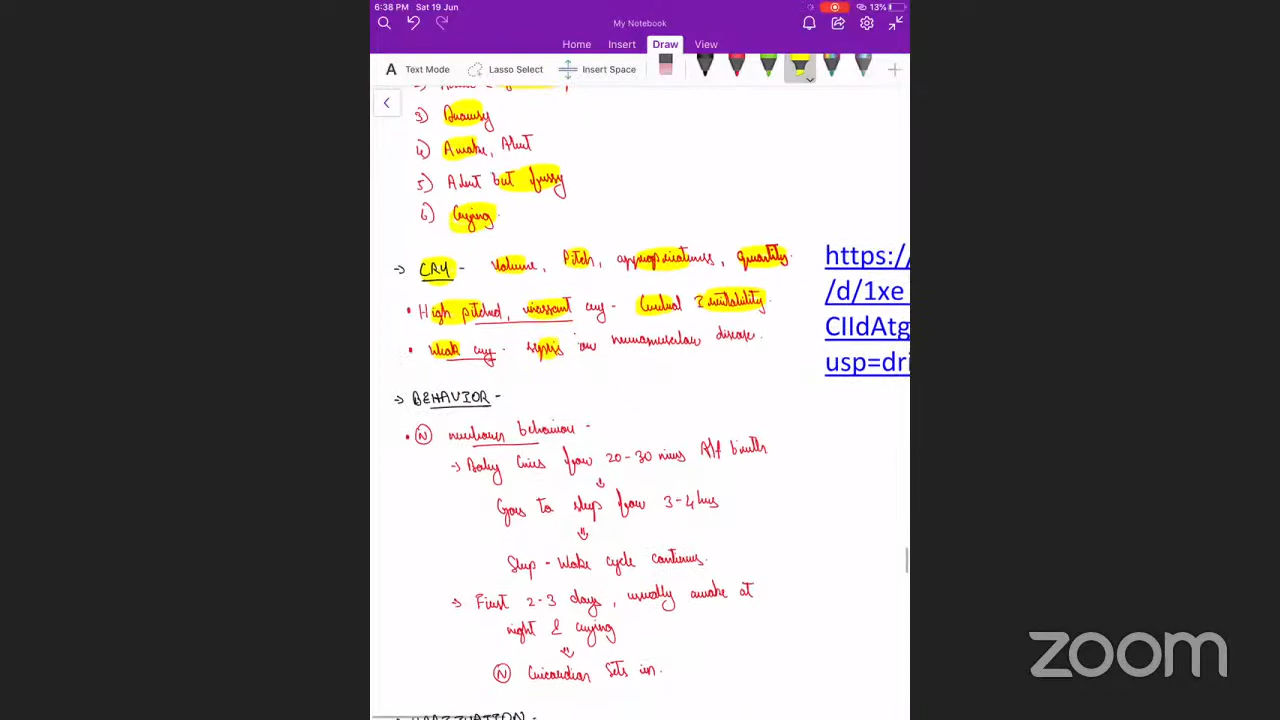 6:38 PM Sat 19 Jun
13%
My Notebook
Home Insert Draw View
A Text Mode Lasso Select Insert Space
3) Drowsy
4) Awake, Alert
5) Alert but fussy
6) Crying.
→ CRY - Volume, Pitch, appropriateness, quantity.
https:/
• High pitched, incessant cry - Cerebral irritability.
/d/1xe
CIIdAtg
• Weak cry - sepsis or neuromuscular disease.
usp=dri
→ BEHAVIOR -
• Ⓝ newborn behaviour -
→ Baby Cries for 20-30 mins Aft birth
⇓
Goes to sleep for 3-4 hrs
⇓
Sleep - Wake cycle continues.
→ First 2-3 days, usually awake at
night & crying
⇓
Ⓝ Circardian Sets in.
zoom